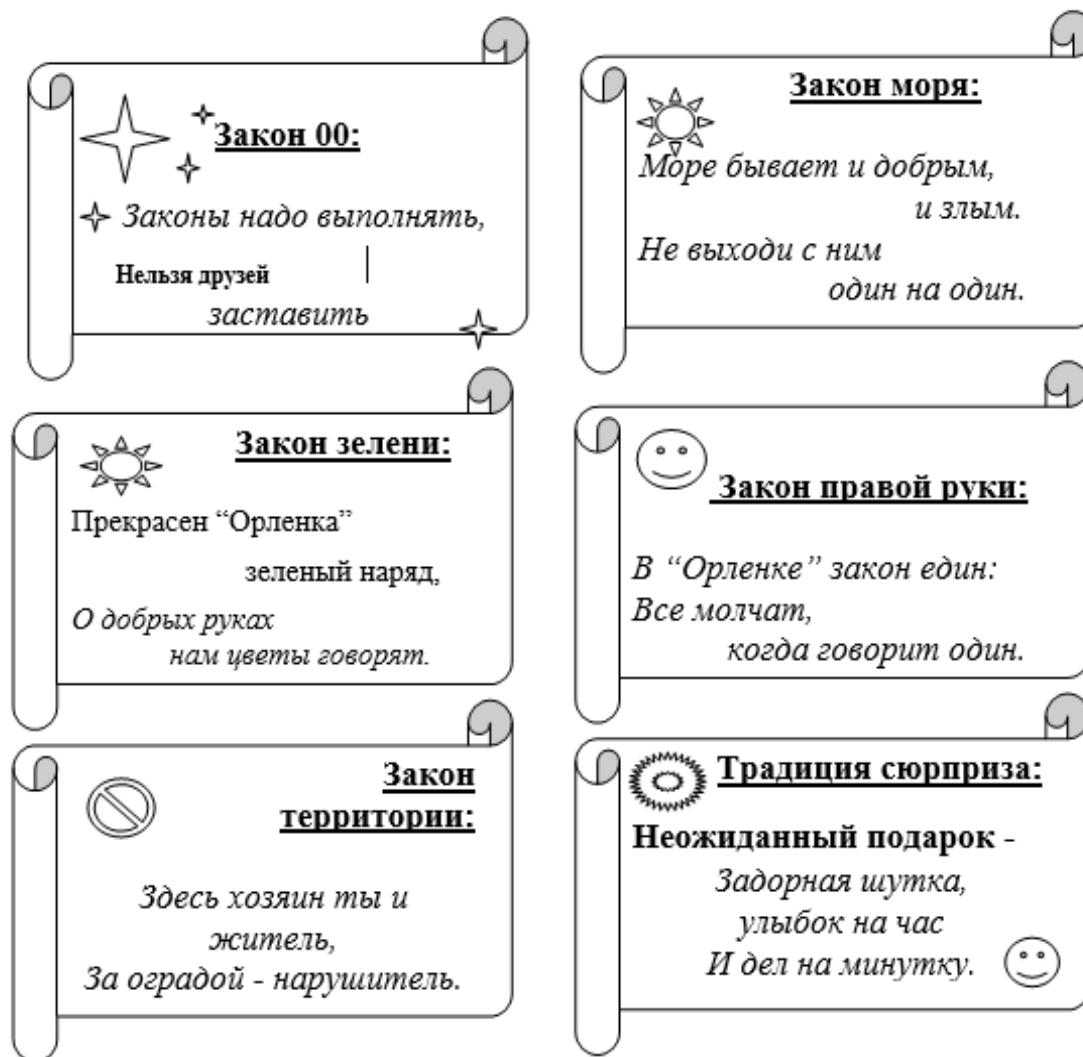 Закон 00:
Законы надо выполнять,
Нельзя друзей
заставить
Закон моря:
Море бывает и добрым,
и злым.
Не выходи с ним
один на один.
Закон зелени:
Прекрасен “Орленка”
зеленый наряд,
О добрых руках
нам цветы говорят.
Закон правой руки:
В “Орленке” закон един:
Все молчат,
когда говорит один.
Закон
территории:
Здесь хозяин ты и
житель,
За оградой - нарушитель.
Традиция сюрприза:
Неожиданный подарок -
Задорная шутка,
улыбок на час
И дел на минутку.